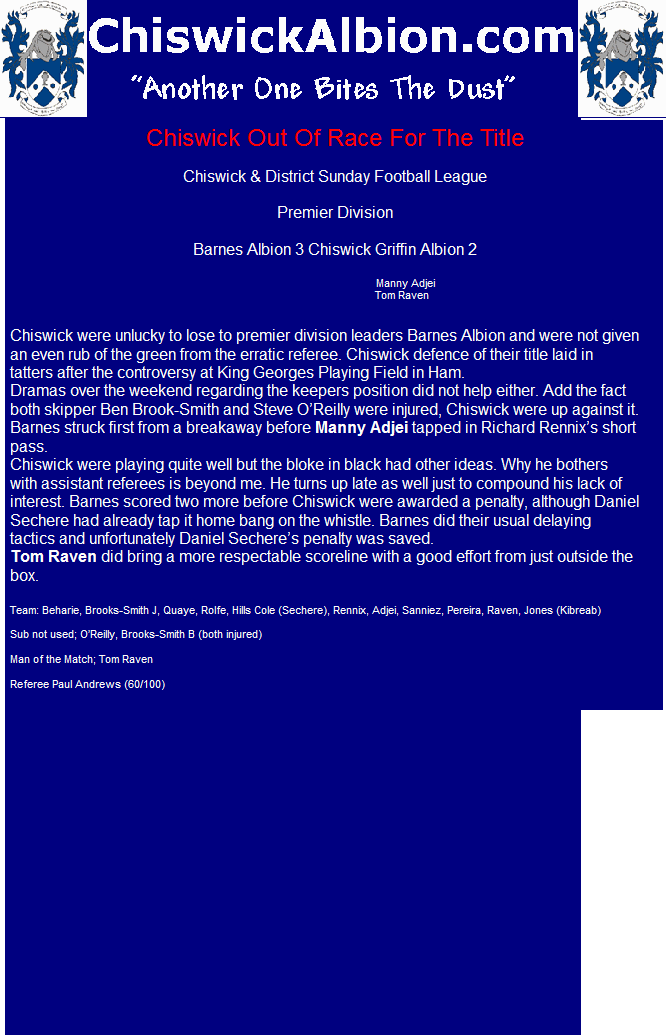 ChiswickAlbion.com
"Another One Bites The Dust"
Chiswick Out Of Race For The Title
Chiswick & District Sunday Football League
Premier Division
Barnes Albion 3 Chiswick Griffin Albion 2
Manny Adjei
Tom Raven
Chiswick were unlucky to lose to premier division leaders Barnes Albion and were not given
an even rub of the green from the erratic referee. Chiswick defence of their title laid in
tatters after the controversy at King Georges Playing Field in Ham.
Dramas over the weekend regarding the keepers position did not help either. Add the fact
both skipper Ben Brook-Smith and Steve O'Reilly were injured, Chiswick were up against it.
Barnes struck first from a breakaway before Manny Adjei tapped in Richard Rennix's short
pass.
Chiswick were playing quite well but the bloke in black had other ideas. Why he bothers
with assistant referees is beyond me. He turns up late as well just to compound his lack of
interest. Barnes scored two more before Chiswick were awarded a penalty, although Daniel
Sechere had already tap it home bang on the whistle. Barnes did their usual delaying
tactics and unfortunately Daniel Sechere's penalty was saved.
Tom Raven did bring a more respectable scoreline with a good effort from just outside the
box.
Team: Beharie, Brooks-Smith J, Quaye, Rolfe, Hills Cole (Sechere), Rennix, Adjei, Sanniez, Pereira, Raven, Jones (Kibreab)
Sub not used; O'Reilly, Brooks-Smith B (both injured)
Man of the Match; Tom Raven
Referee Paul Andrews (60/100)